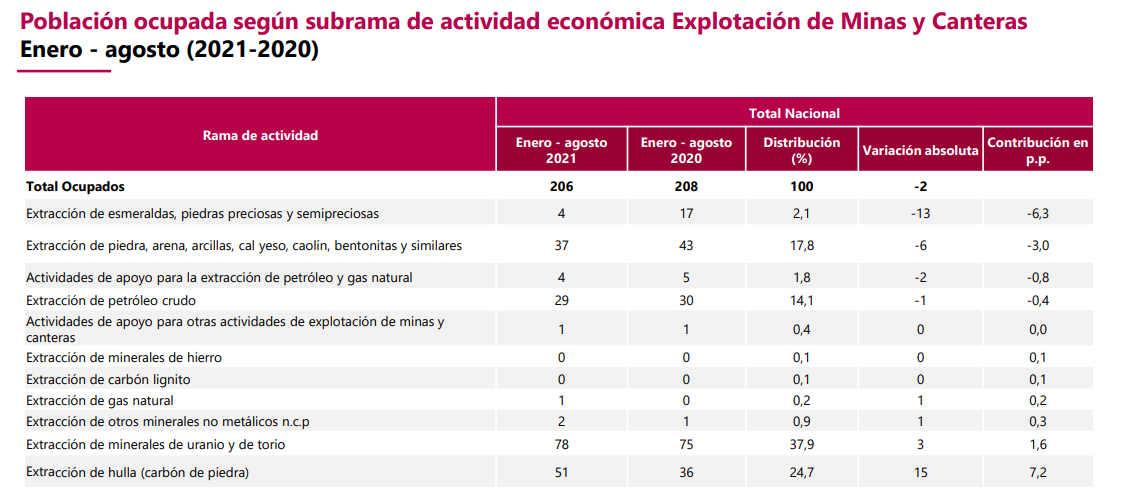 Población ocupada según subrama de actividad económica Explotación de Minas y Canteras
Enero - agosto (2021-2020)
Rama de actividad
Total Nacional
Enero - agosto 2021
Enero - agosto 2020
Distribución (%)
Variación absoluta
Contribución en p.p.
Total Ocupados 206 208 100 -2
Extracción de esmeraldas, piedras preciosas y semipreciosas 4 17 2,1 -13 -6,3
Extracción de piedra, arena, arcillas, cal yeso, caolín, bentonitas y similares 37 43 17,8 -6 -3,0
Actividades de apoyo para la extracción de petróleo y gas natural 4 5 1,8 -2 -0,8
Extracción de petróleo crudo 29 30 14,1 -1 -0,4
Actividades de apoyo para otras actividades de explotación de minas y canteras 1 1 0,4 0 0,0
Extracción de minerales de hierro 0 0 0,1 0 0,1
Extracción de carbón lignito 0 0 0,1 0 0,1
Extracción de gas natural 1 0 0,2 1 0,2
Extracción de otros minerales no metálicos n.c.p 2 1 0,9 1 0,3
Extracción de minerales de uranio y de torio 78 75 37,9 3 1,6
Extracción de hulla (carbón de piedra) 51 36 24,7 15 7,2